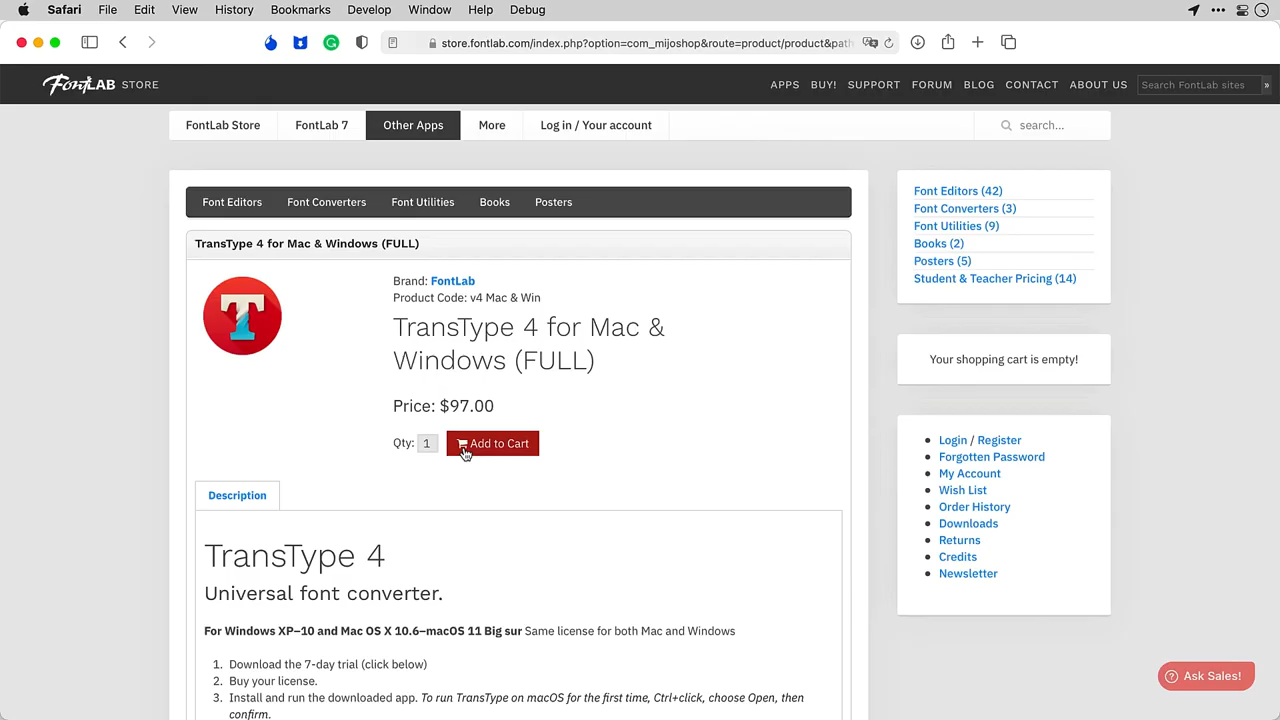 Safari File Edit View History Bookmarks Develop Window Help Debug
store.fontlab.com/index.php?option=com_mijoshop&route=product/product&path
FontLAB STORE
APPS BUY! SUPPORT FORUM BLOG CONTACT ABOUT US Search FontLab sites »
FontLab Store FontLab 7 Other Apps More Log in / Your account search...
Font Editors Font Converters Font Utilities Books Posters
TransType 4 for Mac & Windows (FULL)
T
Brand: FontLab
Product Code: v4 Mac & Win
TransType 4 for Mac &
Windows (FULL)
Price: $97.00
Qty: 1 Add to Cart
Description
TransType 4
Universal font converter.
For Windows XP–10 and Mac OS X 10.6–macOS 11 Big sur Same license for both Mac and Windows
1. Download the 7-day trial (click below)
2. Buy your license.
3. Install and run the downloaded app. To run TransType on macOS for the first time, Ctrl+click, choose Open, then
confirm.
Font Editors (42)
Font Converters (3)
Font Utilities (9)
Books (2)
Posters (5)
Student & Teacher Pricing (14)
Your shopping cart is empty!
Login / Register
Forgotten Password
My Account
Wish List
Order History
Downloads
Returns
Credits
Newsletter
Ask Sales!